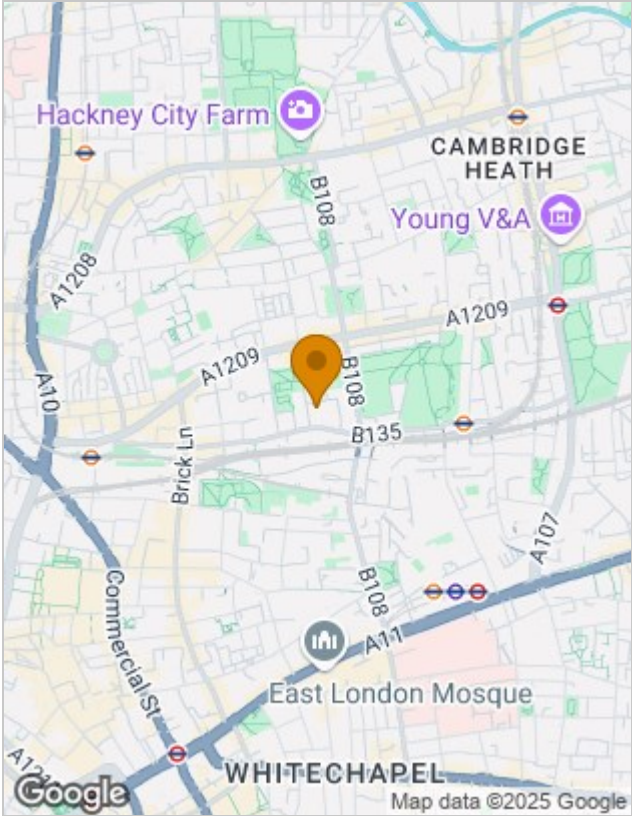 Hackney City Farm
CAMBRIDGE
HEATH
B108
Young V&A
A1208
A1209
A1209
B108
A10
B135
Brick Ln
A107
B108
Commercial St
A11
East London Mosque
WHITECHAPEL
Google
Map data ©2025 Google